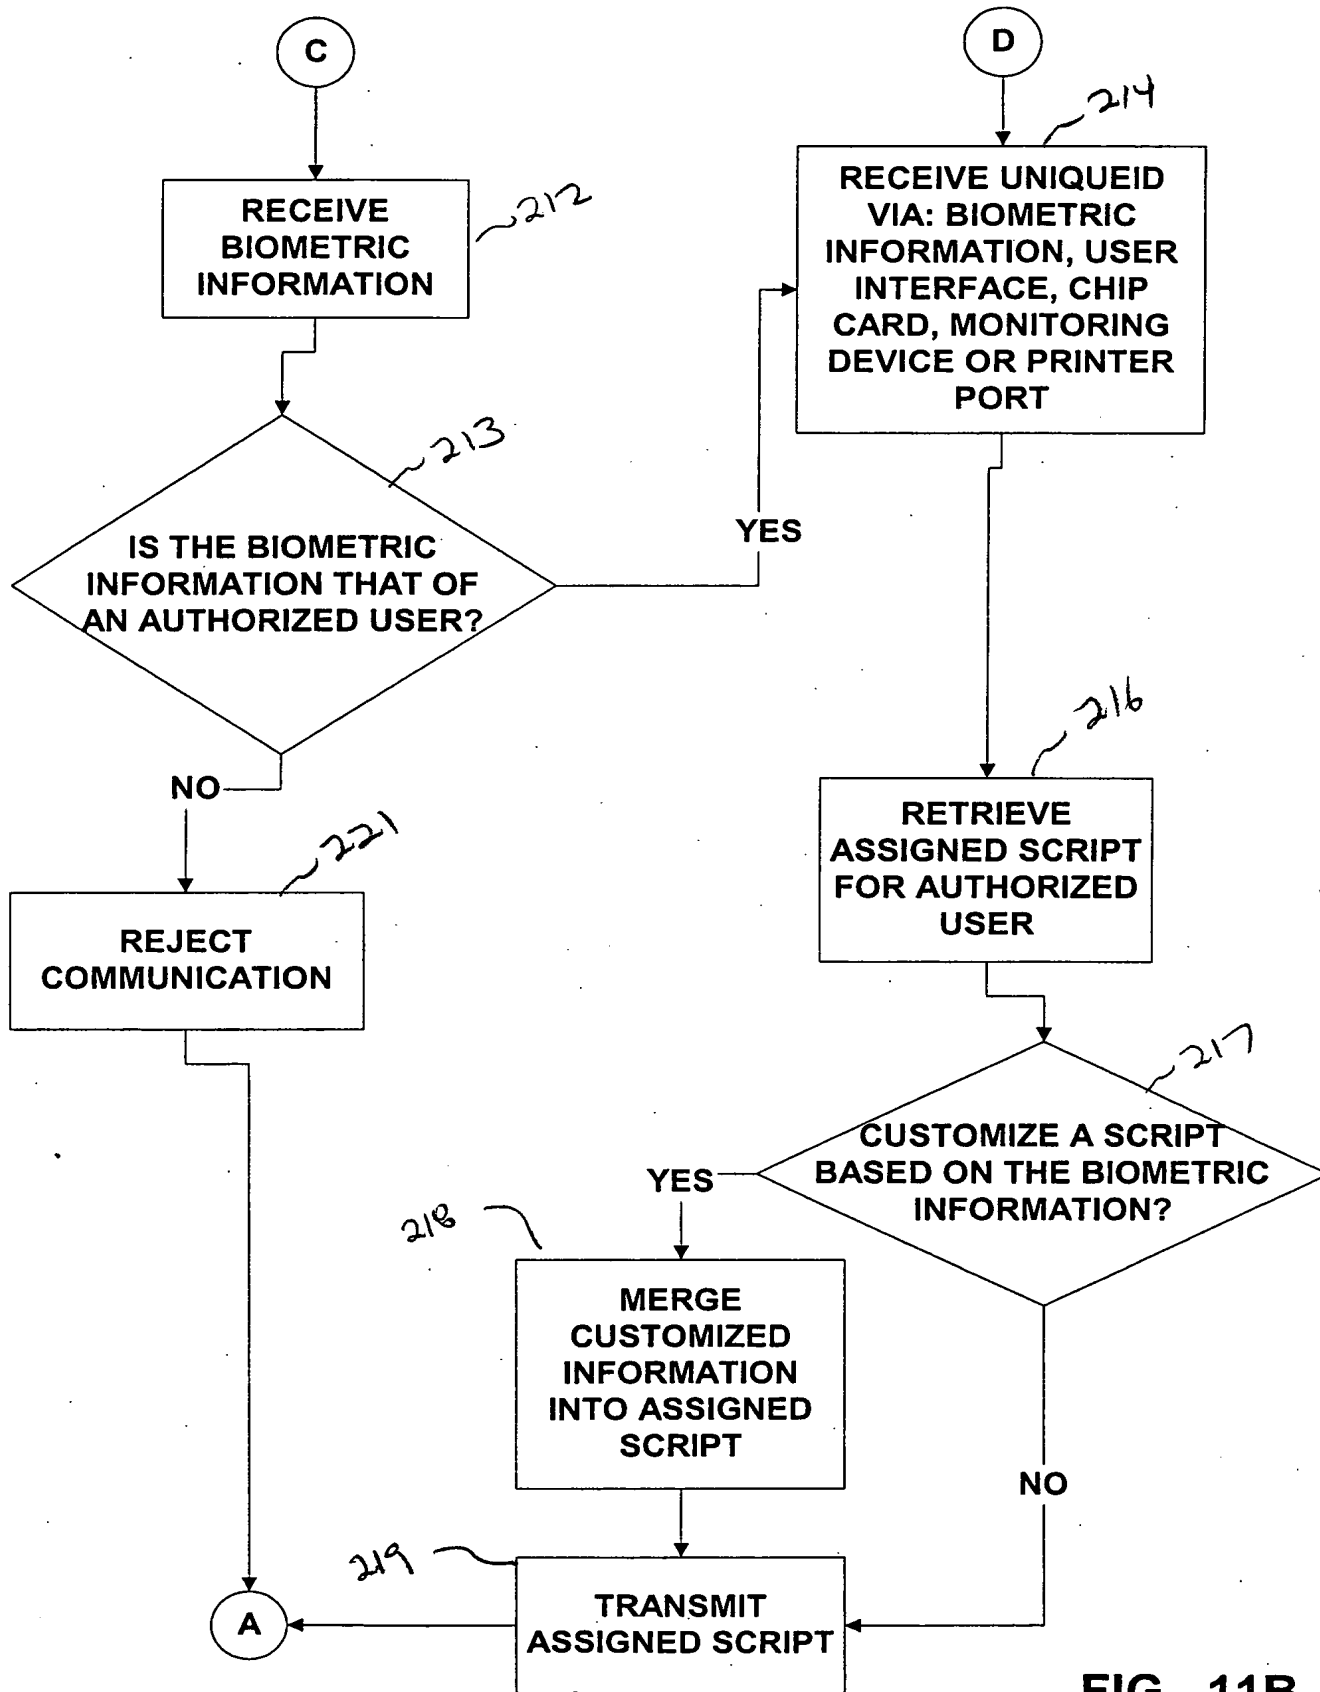 C
D
214
RECEIVE
BIOMETRIC
INFORMATION
212
RECEIVE UNIQUEID
VIA: BIOMETRIC
INFORMATION, USER
INTERFACE, CHIP
CARD, MONITORING
DEVICE OR PRINTER
PORT
213
IS THE BIOMETRIC
INFORMATION THAT OF
AN AUTHORIZED USER?
YES
NO
216
RETRIEVE
ASSIGNED SCRIPT
FOR AUTHORIZED
USER
221
REJECT
COMMUNICATION
217
CUSTOMIZE A SCRIPT
BASED ON THE BIOMETRIC
INFORMATION?
YES
218
MERGE
CUSTOMIZED
INFORMATION
INTO ASSIGNED
SCRIPT
NO
219
TRANSMIT
ASSIGNED SCRIPT
A
FIG. 11B